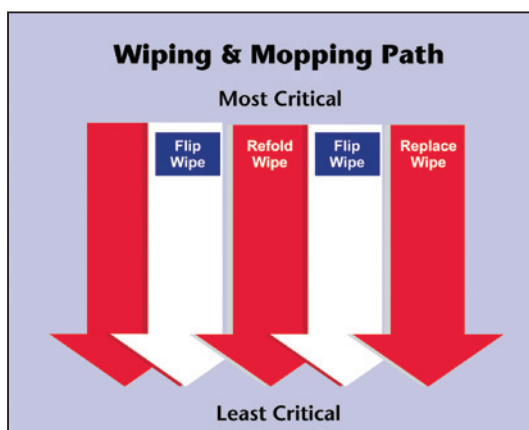 Wiping & Mopping Path
Most Critical
Flip
Wipe
Refold
Wipe
Flip
Wipe
Replace
Wipe
Least Critical